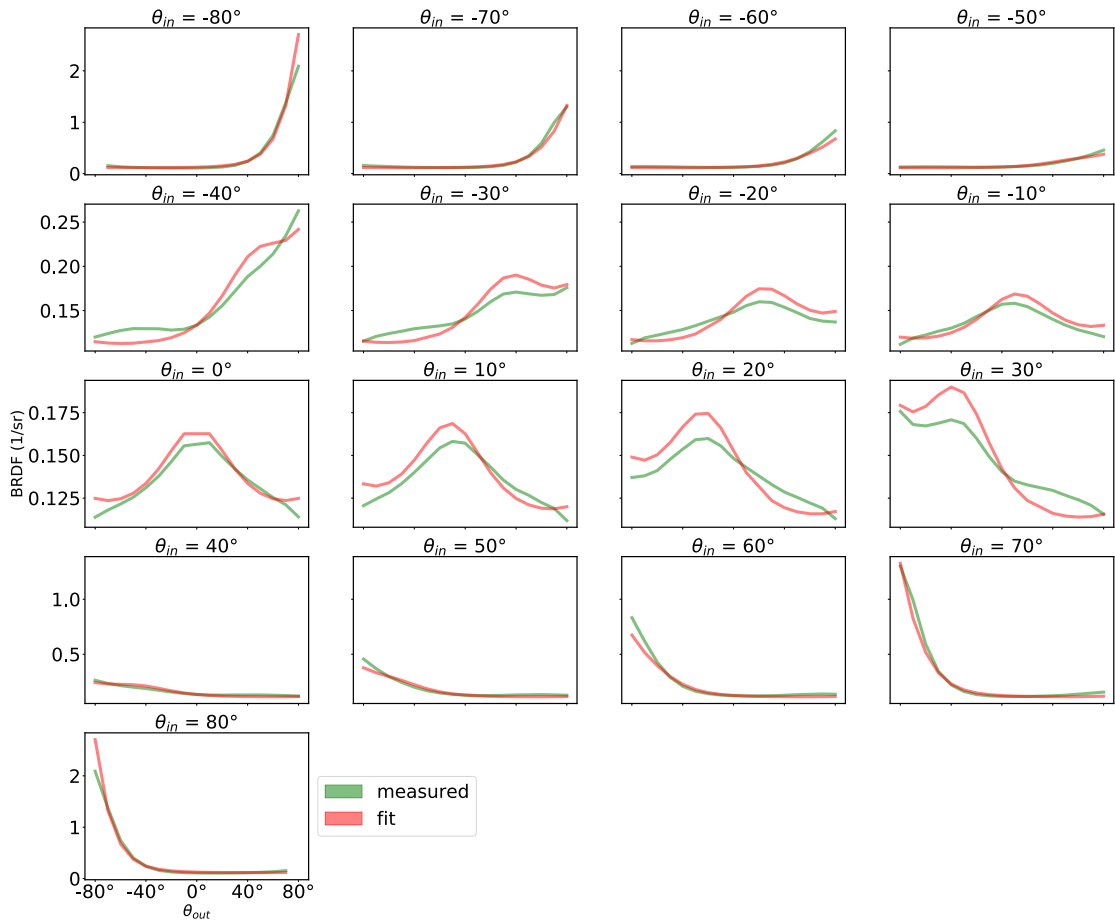 θin = -80° θin = -70° θin = -60° θin = -50°
2
1
0
θin = -40° θin = -30° θin = -20° θin = -10°
0.25
0.20
0.15
θin = 0° θin = 10° θin = 20° θin = 30°
0.175
0.150
0.125
BRDF (1/sr)
θin = 40° θin = 50° θin = 60° θin = 70°
1.0
0.5
θin = 80°
2
1
0
-80° -40° 0° 40° 80°
θout
measured
fit